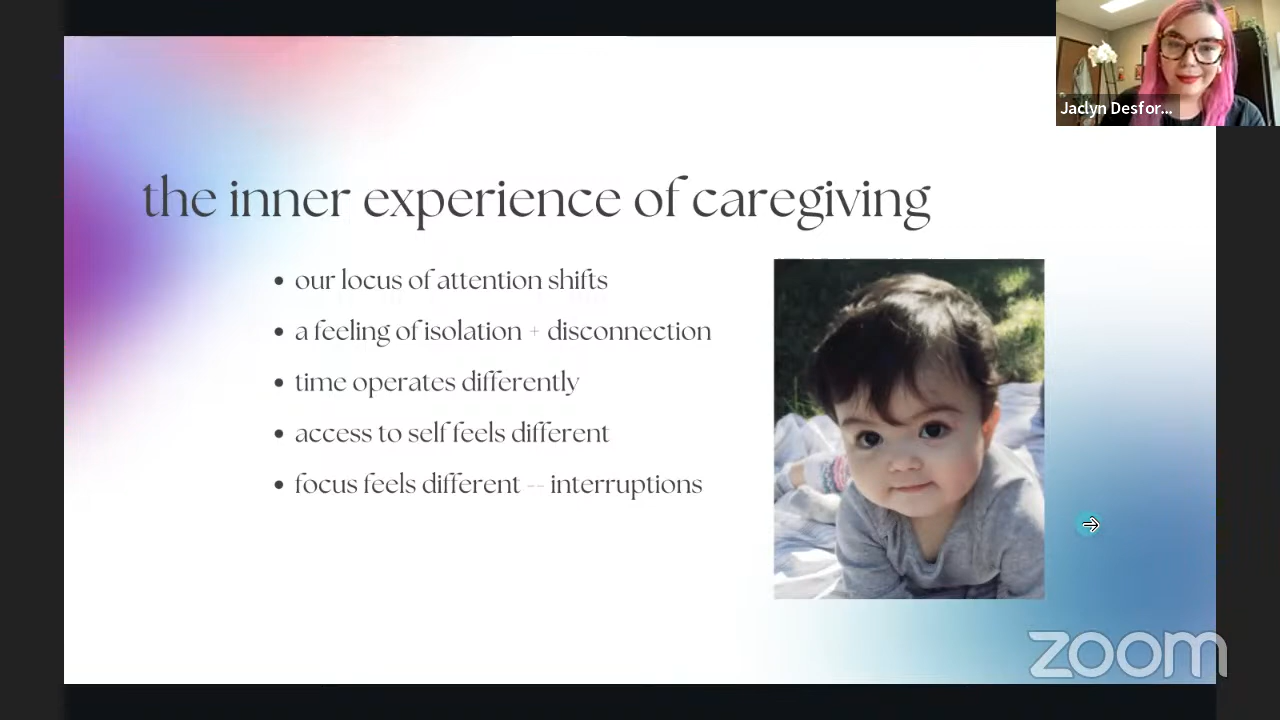 Jaclyn Desfor...
the inner experience of caregiving
• our locus of attention shifts
• a feeling of isolation + disconnection
• time operates differently
• access to self feels different
• focus feels different -- interruptions
zoom